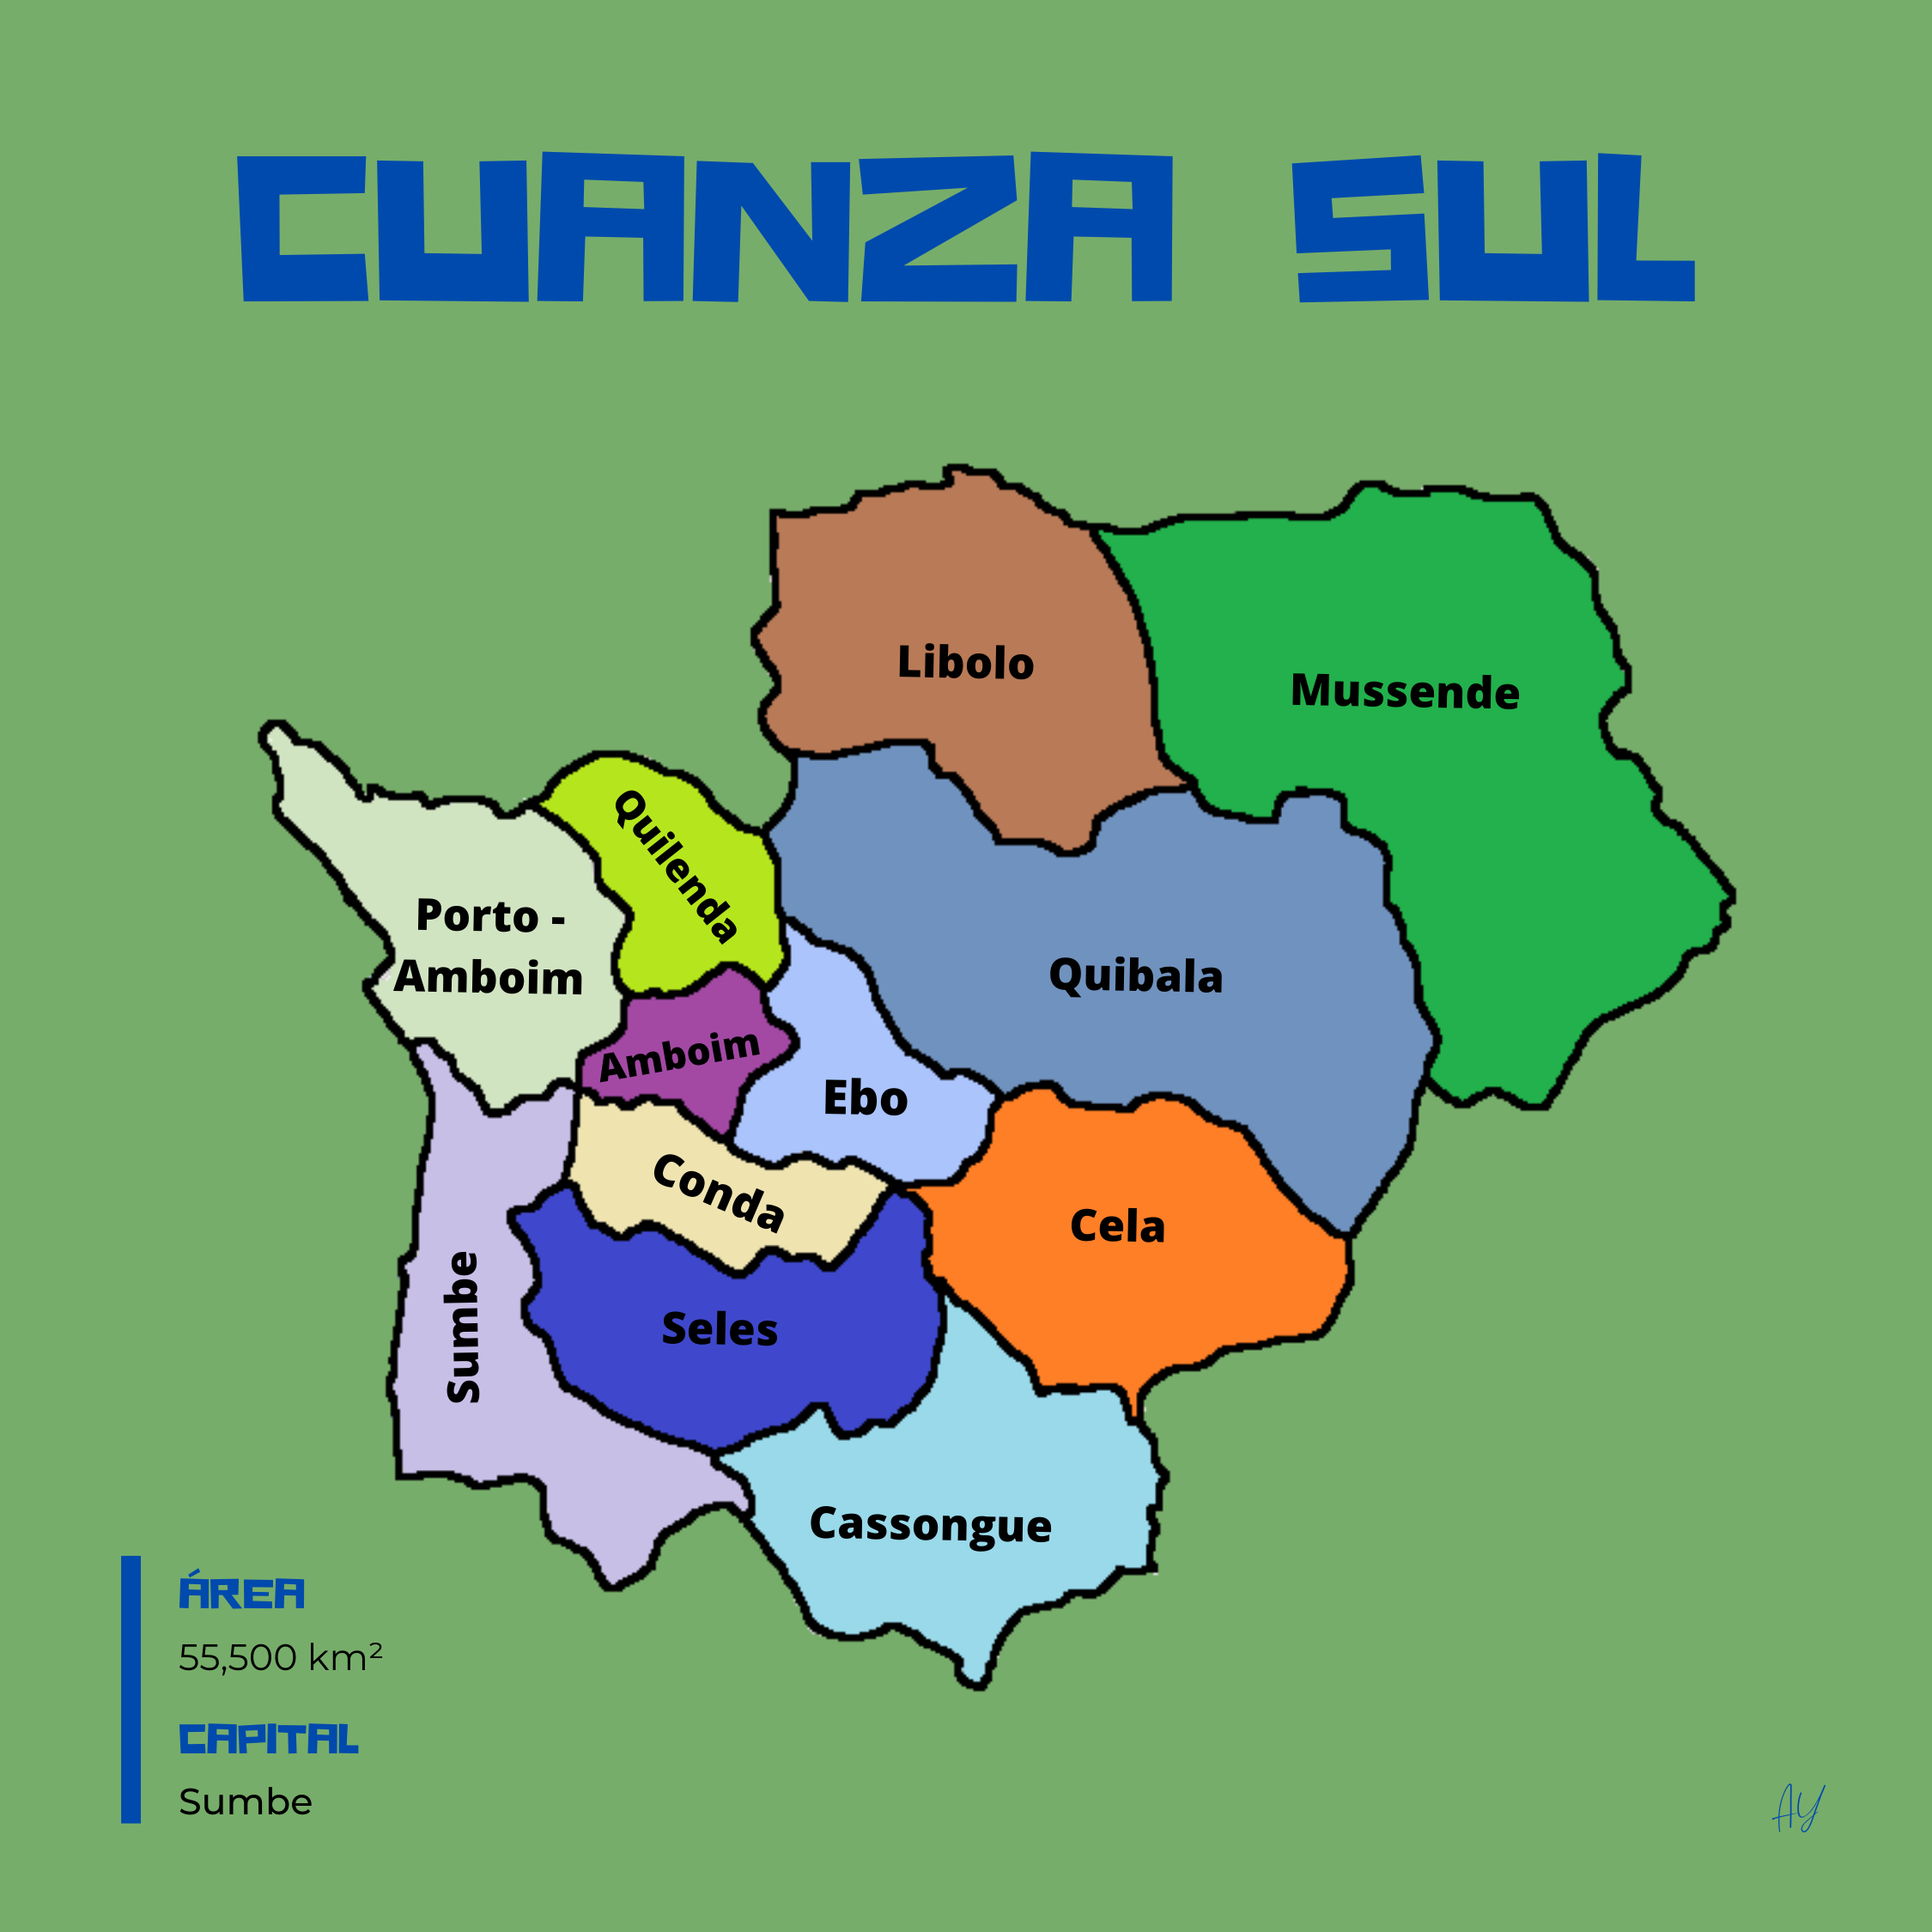 CUANZA SUL
Libolo
Mussende
Quilenda
Porto -
Amboim
Quibala
Amboim
Ebo
Conda
Cela
Sumbe
Seles
Cassongue
ÁREA
55,500 km²
CAPITAL
Sumbe
AY